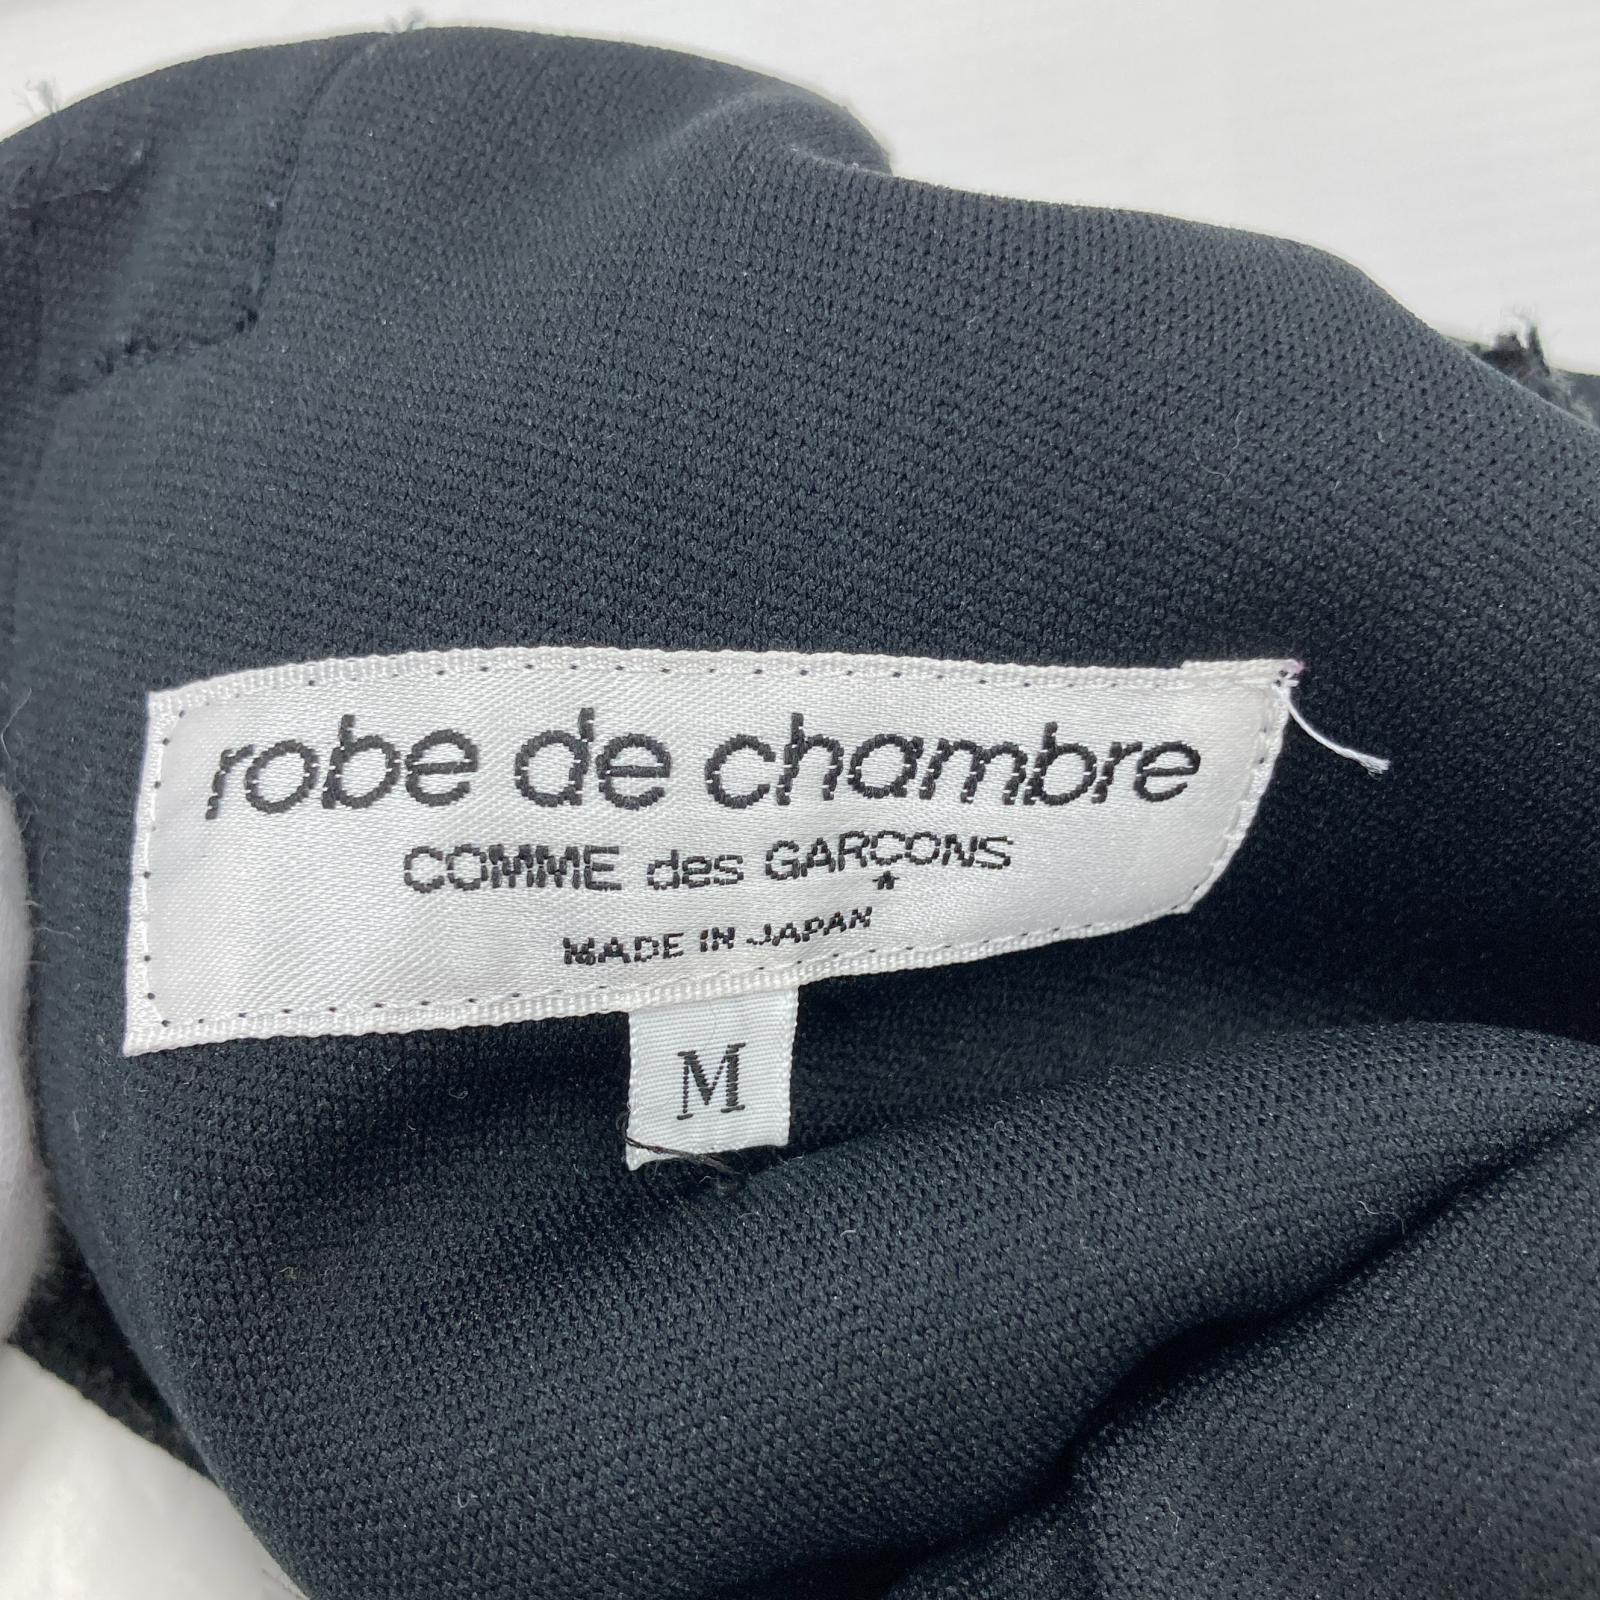 robe de chambre
COMME des GARÇONS
MADE IN JAPAN
M